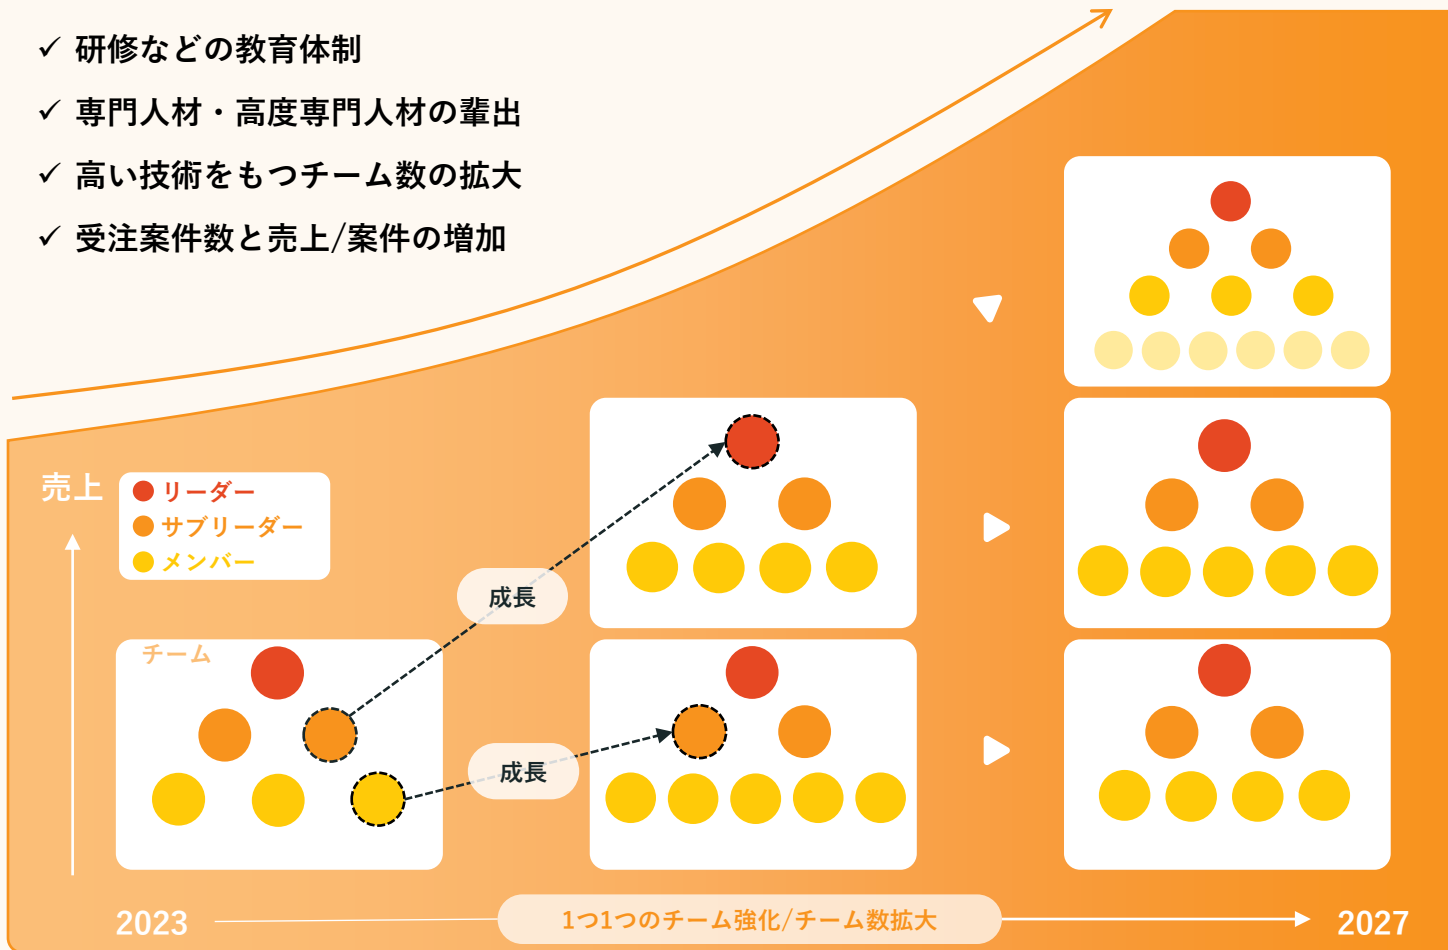 ✓ 研修などの教育体制
✓ 専門人材・高度専門人材の輩出
✓ 高い技術をもつチーム数の拡大
✓ 受注案件数と売上/案件の増加
売上
リーダー
サブリーダー
メンバー
成長
チーム
成長
2023
1つ1つのチーム強化/チーム数拡大
2027